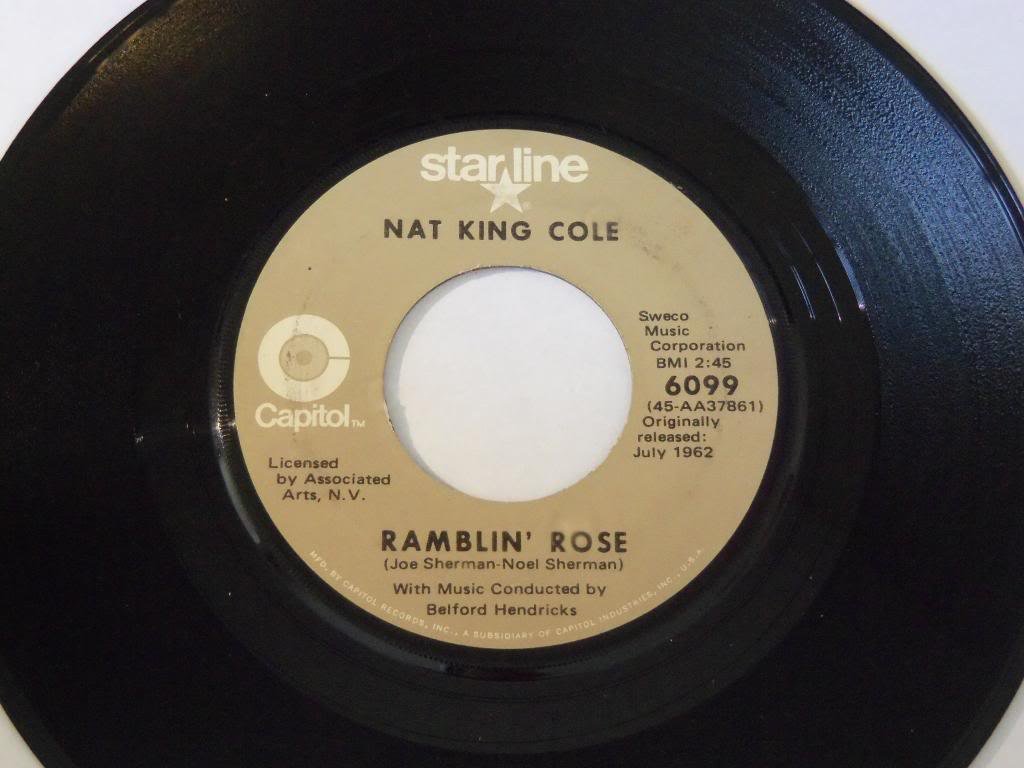 starline
NAT KING COLE
Sweco
Music
Corporation
BMI 2:45
6099
(45-AA37861)
Originally
released:
July 1962
Capitol™
Licensed
by Associated
Arts, N.V.
RAMBLIN' ROSE
(Joe Sherman-Noel Sherman)
With Music Conducted by
Belford Hendricks
MFD. BY CAPITOL RECORDS, INC., A SUBSIDIARY OF CAPITOL INDUSTRIES, INC., U.S.A.